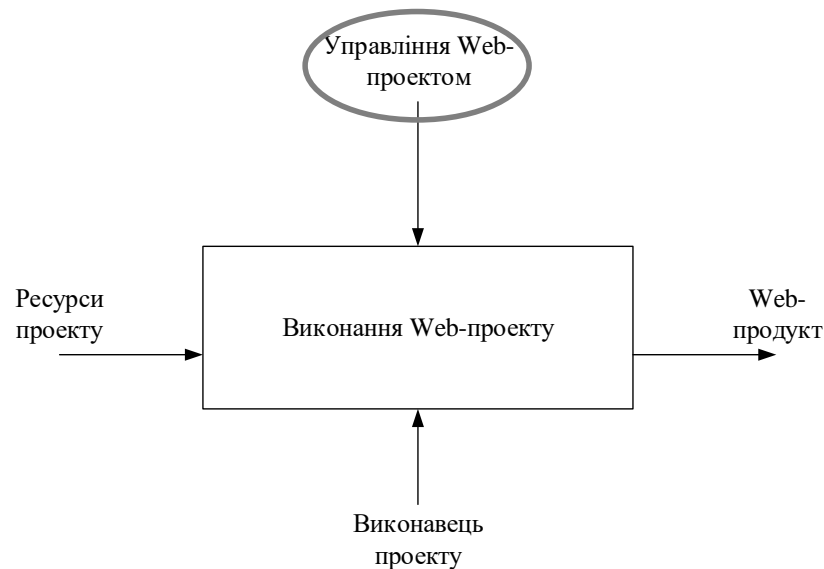 Управління Web-
проектом
Ресурси
проекту
Виконання Web-проекту
Web-
продукт
Виконавець
проекту